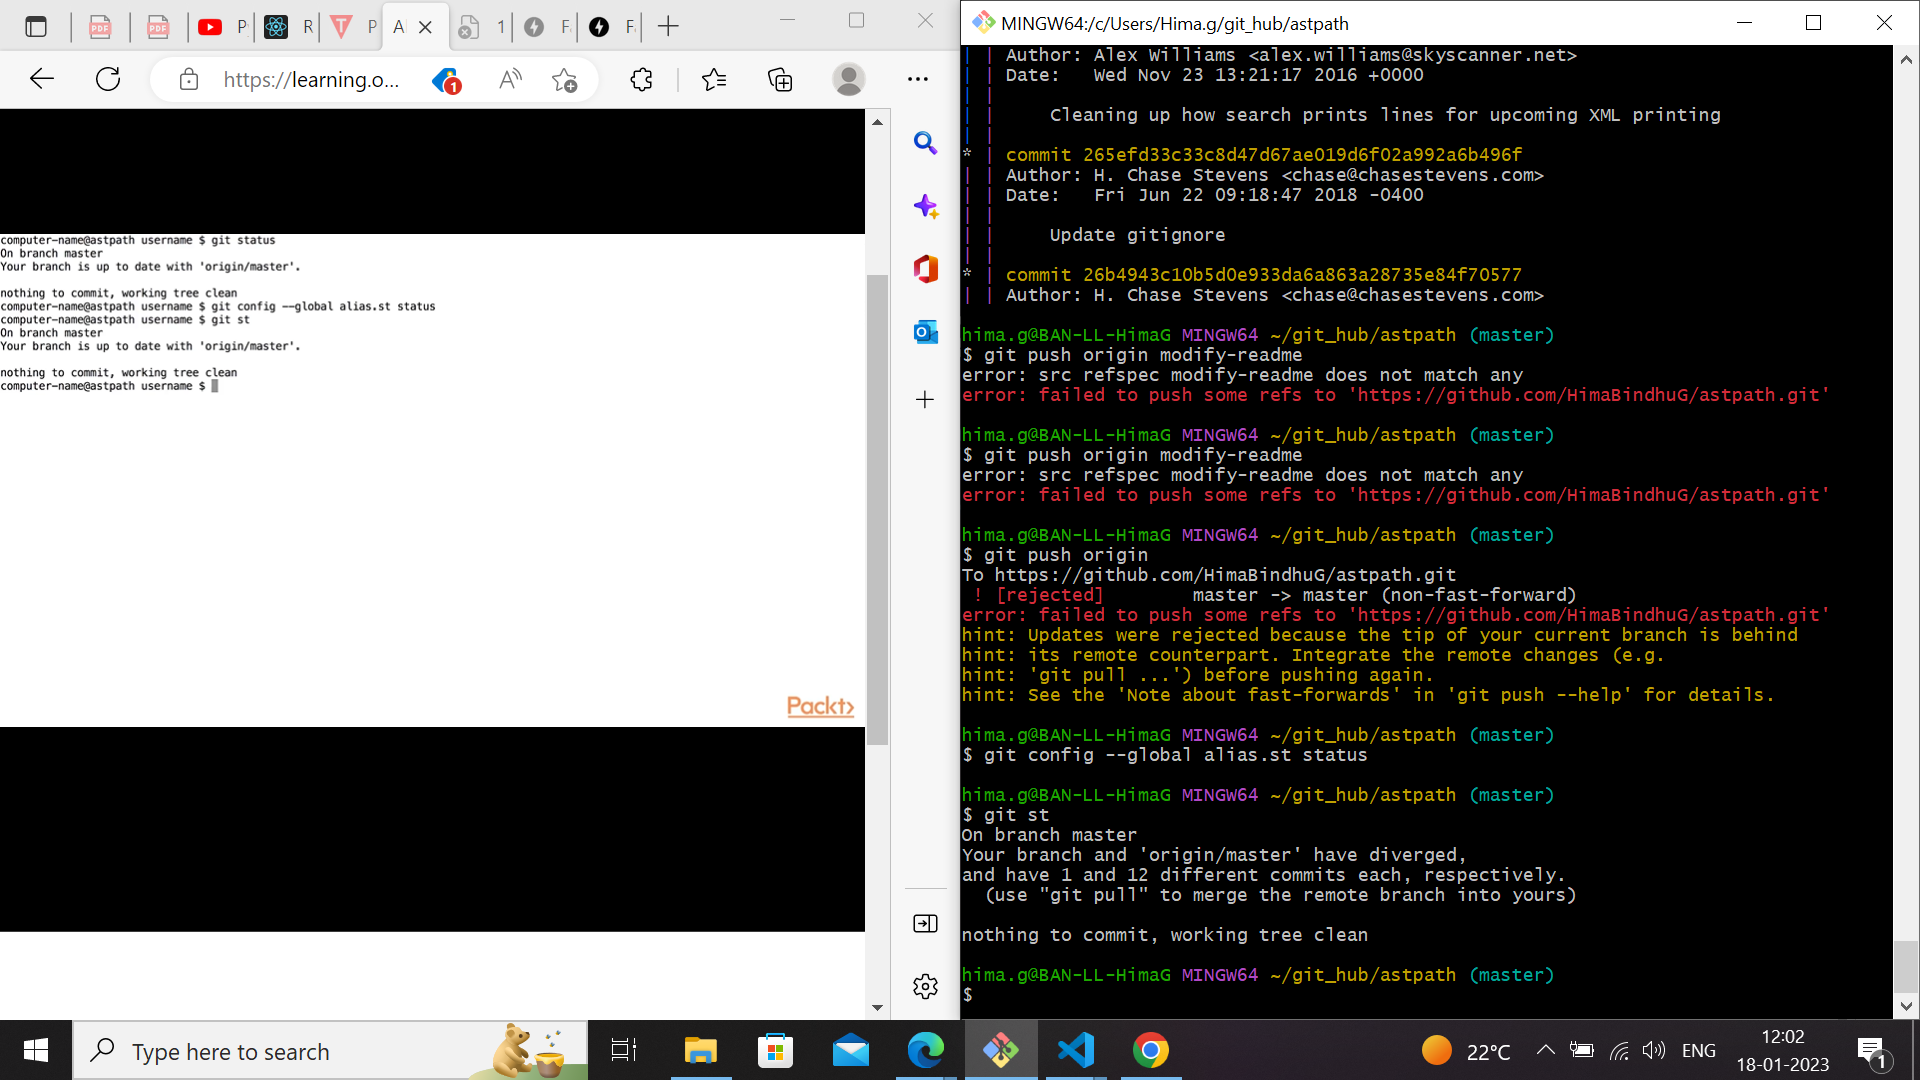 P
R
P
A
1
F
F
https://learning.o...
1
computer-name@astpath username $ git status
On branch master
Your branch is up to date with 'origin/master'.
nothing to commit, working tree clean
computer-name@astpath username $ git config --global alias.st status
computer-name@astpath username $ git st
On branch master
Your branch is up to date with 'origin/master'.
nothing to commit, working tree clean
computer-name@astpath username $
Packt>
MINGW64:/c/Users/Hima.g/git_hub/astpath
| | Author: Alex Williams <alex.williams@skyscanner.net>
| | Date:   Wed Nov 23 13:21:17 2016 +0000
| |
| |     Cleaning up how search prints lines for upcoming XML printing
| |
* | commit 265efd33c33c8d47d67ae019d6f02a992a6b496f
| | Author: H. Chase Stevens <chase@chasestevens.com>
| | Date:   Fri Jun 22 09:18:47 2018 -0400
| |
| |     Update gitignore
| |
* | commit 26b4943c10b5d0e933da6a863a28735e84f70577
| | Author: H. Chase Stevens <chase@chasestevens.com>
hima.g@BAN-LL-HimaG MINGW64 ~/git_hub/astpath (master)
$ git push origin modify-readme
error: src refspec modify-readme does not match any
error: failed to push some refs to 'https://github.com/HimaBindhuG/astpath.git'
hima.g@BAN-LL-HimaG MINGW64 ~/git_hub/astpath (master)
$ git push origin modify-readme
error: src refspec modify-readme does not match any
error: failed to push some refs to 'https://github.com/HimaBindhuG/astpath.git'
hima.g@BAN-LL-HimaG MINGW64 ~/git_hub/astpath (master)
$ git push origin
To https://github.com/HimaBindhuG/astpath.git
 ! [rejected]        master -> master (non-fast-forward)
error: failed to push some refs to 'https://github.com/HimaBindhuG/astpath.git'
hint: Updates were rejected because the tip of your current branch is behind
hint: its remote counterpart. Integrate the remote changes (e.g.
hint: 'git pull ...') before pushing again.
hint: See the 'Note about fast-forwards' in 'git push --help' for details.
hima.g@BAN-LL-HimaG MINGW64 ~/git_hub/astpath (master)
$ git config --global alias.st status
hima.g@BAN-LL-HimaG MINGW64 ~/git_hub/astpath (master)
$ git st
On branch master
Your branch and 'origin/master' have diverged,
and have 1 and 12 different commits each, respectively.
  (use "git pull" to merge the remote branch into yours)
nothing to commit, working tree clean
hima.g@BAN-LL-HimaG MINGW64 ~/git_hub/astpath (master)
$
Type here to search
22°C
ENG
12:02
18-01-2023
1